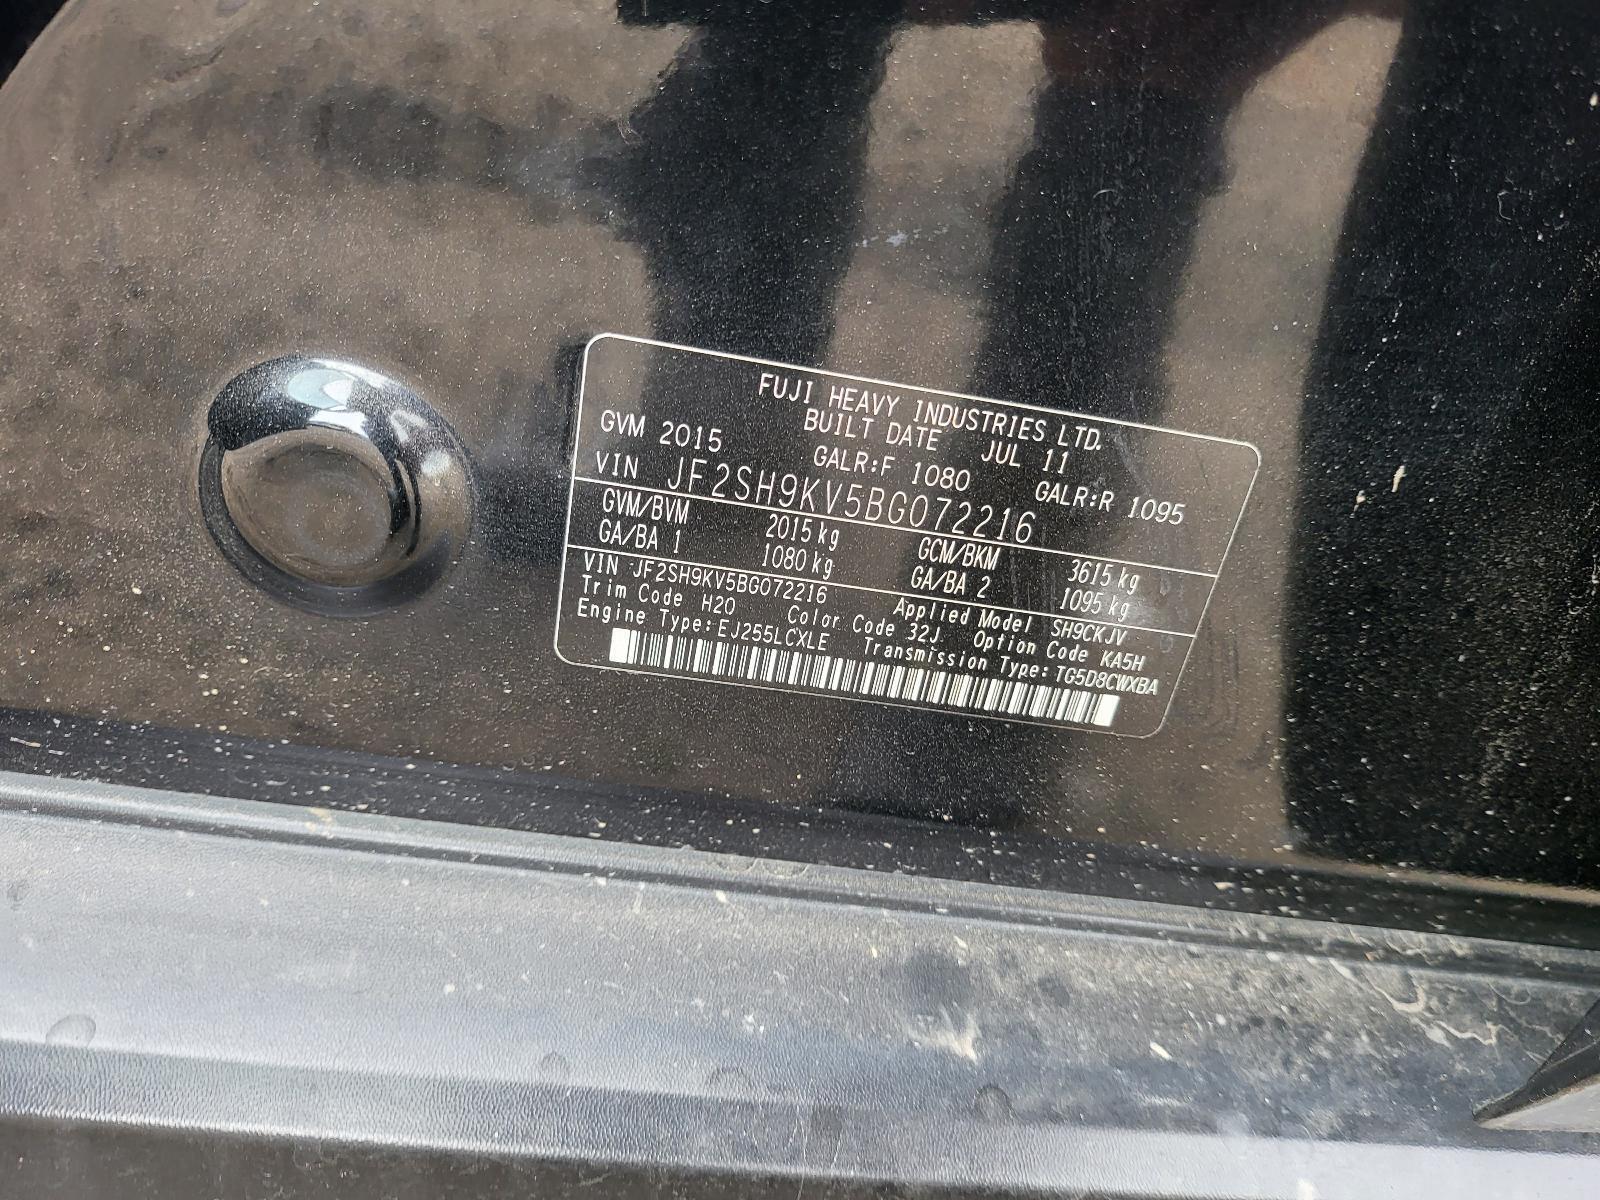 FUJI HEAVY INDUSTRIES LTD.
BUILT DATE JUL 11
GVM 2015 GALR:F 1080 GALR:R 1095
VIN JF2SH9KV5BG072216
GVM/BVM 2015 kg GCM/BKM 3615 kg
GA/BA 1 1080 kg GA/BA 2 1095 kg
VIN JF2SH9KV5BG072216 Applied Model SH9CKJV
Trim Code H20 Color Code 32J Option Code KA5H
Engine Type: EJ255LCXLE Transmission Type: TG5D8CWXBA